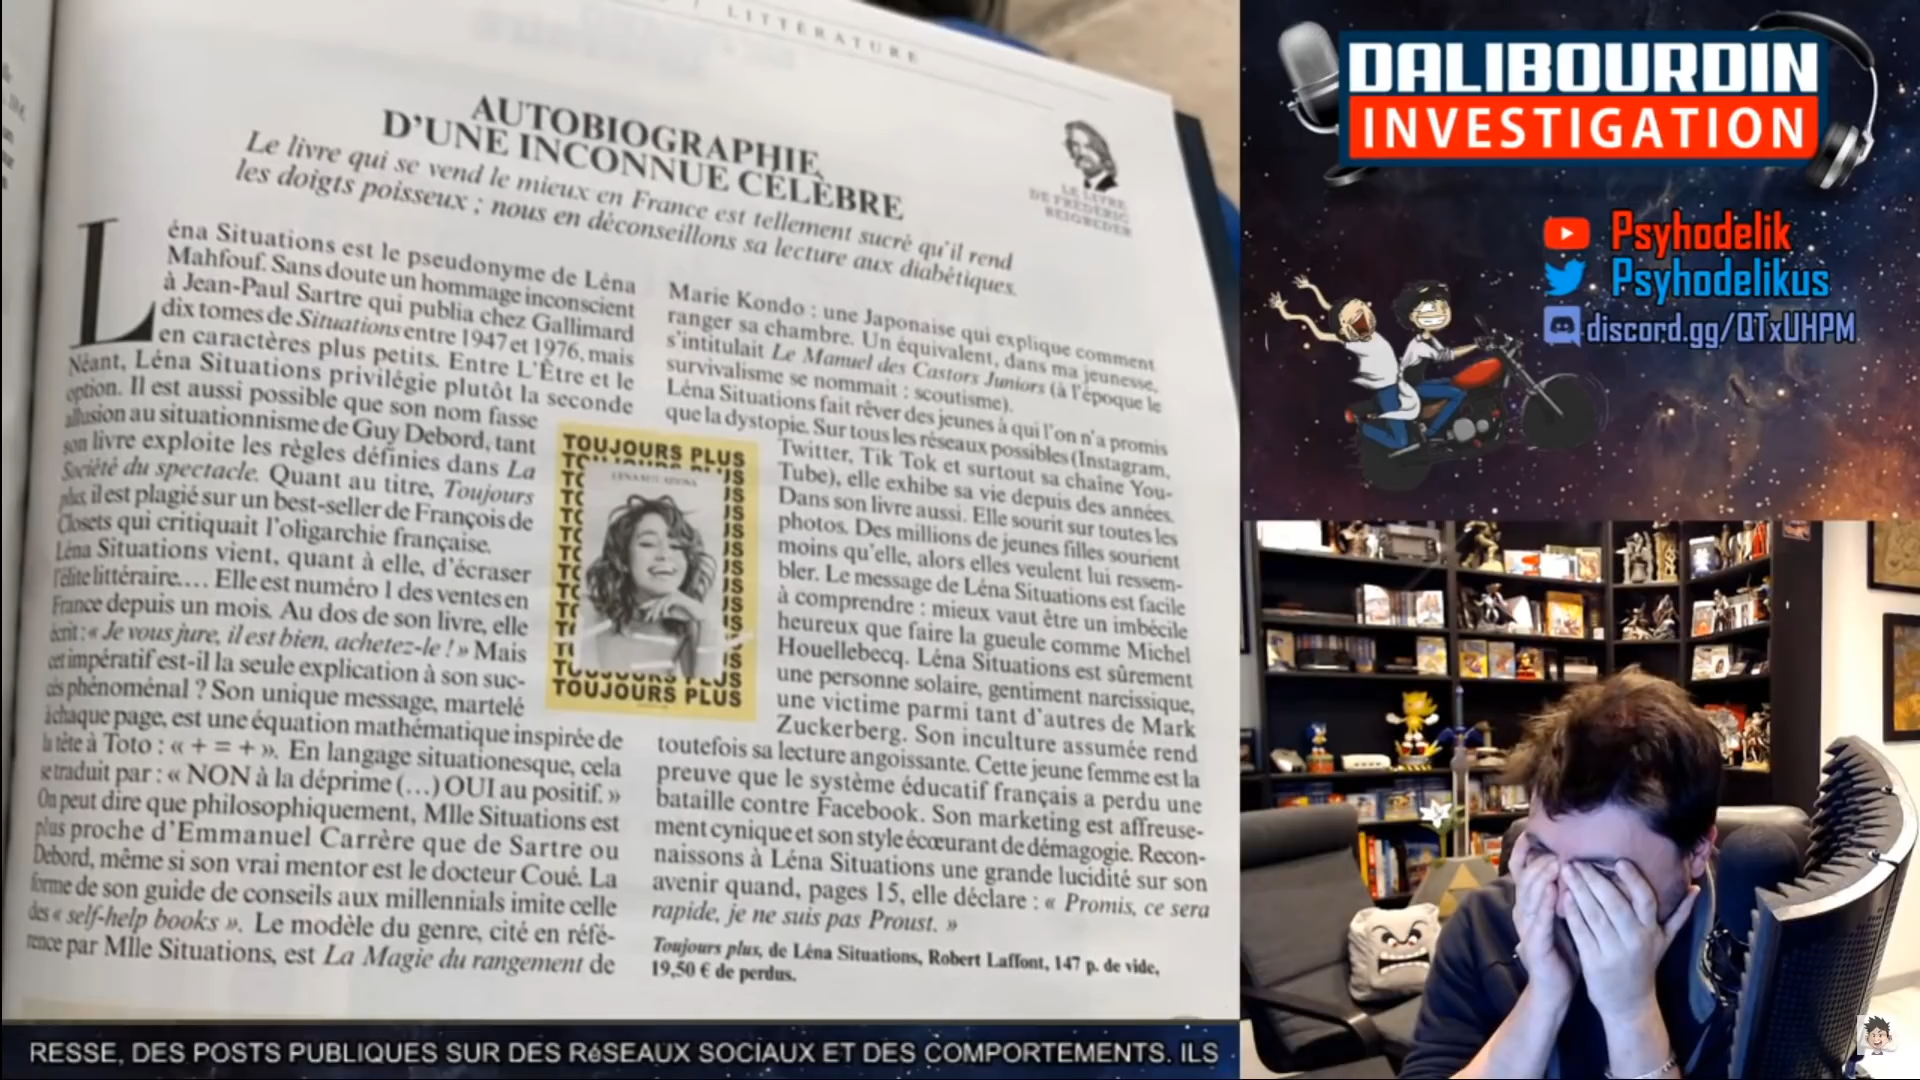 / LITTÉRATURE
AUTOBIOGRAPHIE
D'UNE INCONNUE CÉLÈBRE
Le livre qui se vend le mieux en France est tellement sucré qu'il rend
les doigts poisseux ; nous en déconseillons sa lecture aux diabétiques.
LE LIVRE
DE FRÉDÉRIC
BEIGBEDER
Léna Situations est le pseudonyme de Léna
Mahfouf. Sans doute un hommage inconscient
à Jean-Paul Sartre qui publia chez Gallimard
dix tomes de Situations entre 1947 et 1976, mais
en caractères plus petits. Entre L'Être et le
Néant, Léna Situations privilégie plutôt la seconde
option. Il est aussi possible que son nom fasse
allusion au situationnisme de Guy Debord, tant
son livre exploite les règles définies dans La
Société du spectacle. Quant au titre, Toujours
plus, il est plagié sur un best-seller de François de
Closets qui critiquait l'oligarchie française.
Léna Situations vient, quant à elle, d'écraser
l'élite littéraire.… Elle est numéro 1 des ventes en
France depuis un mois. Au dos de son livre, elle
écrit : « Je vous jure, il est bien, achetez-le ! » Mais
cet impératif est-il la seule explication à son suc-
cès phénoménal ? Son unique message, martelé
à chaque page, est une équation mathématique inspirée de
la tête à Toto : « + = + ». En langage situationesque, cela
se traduit par : « NON à la déprime (…) OUI au positif. »
On peut dire que philosophiquement, Mlle Situations est
plus proche d'Emmanuel Carrère que de Sartre ou
Debord, même si son vrai mentor est le docteur Coué. La
forme de son guide de conseils aux millennials imite celle
des « self-help books ». Le modèle du genre, cité en réfé-
rence par Mlle Situations, est La Magie du rangement de
Marie Kondo : une Japonaise qui explique comment
ranger sa chambre. Un équivalent, dans ma jeunesse,
s'intitulait Le Manuel des Castors Juniors (à l'époque le
survivalisme se nommait : scoutisme).
Léna Situations fait rêver des jeunes à qui l'on n'a promis
que la dystopie. Sur tous les réseaux possibles (Instagram,
Twitter, Tik Tok et surtout sa chaîne You-
Tube), elle exhibe sa vie depuis des années.
Dans son livre aussi. Elle sourit sur toutes les
photos. Des millions de jeunes filles sourient
moins qu'elle, alors elles veulent lui ressem-
bler. Le message de Léna Situations est facile
à comprendre : mieux vaut être un imbécile
heureux que faire la gueule comme Michel
Houellebecq. Léna Situations est sûrement
une personne solaire, gentiment narcissique,
une victime parmi tant d'autres de Mark
Zuckerberg. Son inculture assumée rend
toutefois sa lecture angoissante. Cette jeune femme est la
preuve que le système éducatif français a perdu une
bataille contre Facebook. Son marketing est affreuse-
ment cynique et son style écœurant de démagogie. Recon-
naissons à Léna Situations une grande lucidité sur son
avenir quand, pages 15, elle déclare : « Promis, ce sera
rapide, je ne suis pas Proust. »
Toujours plus, de Léna Situations, Robert Laffont, 147 p. de vide,
19,50 € de perdus.
TOUJOURS PLUS
LÉNA SITUATIONS
TOUJOURS PLUS
DALIBOURDIN
INVESTIGATION
Psyhodelik
Psyhodelikus
discord.gg/QTxUHPM
RESSE, DES POSTS PUBLIQUES SUR DES RéSEAUX SOCIAUX ET DES COMPORTEMENTS. ILS